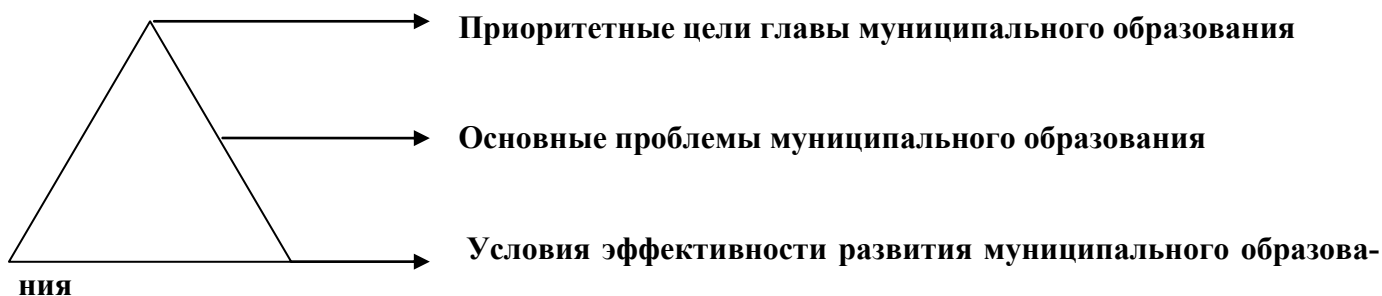 Приоритетные цели главы муниципального образования
Основные проблемы муниципального образования
Условия эффективности развития муниципального образова-
ния